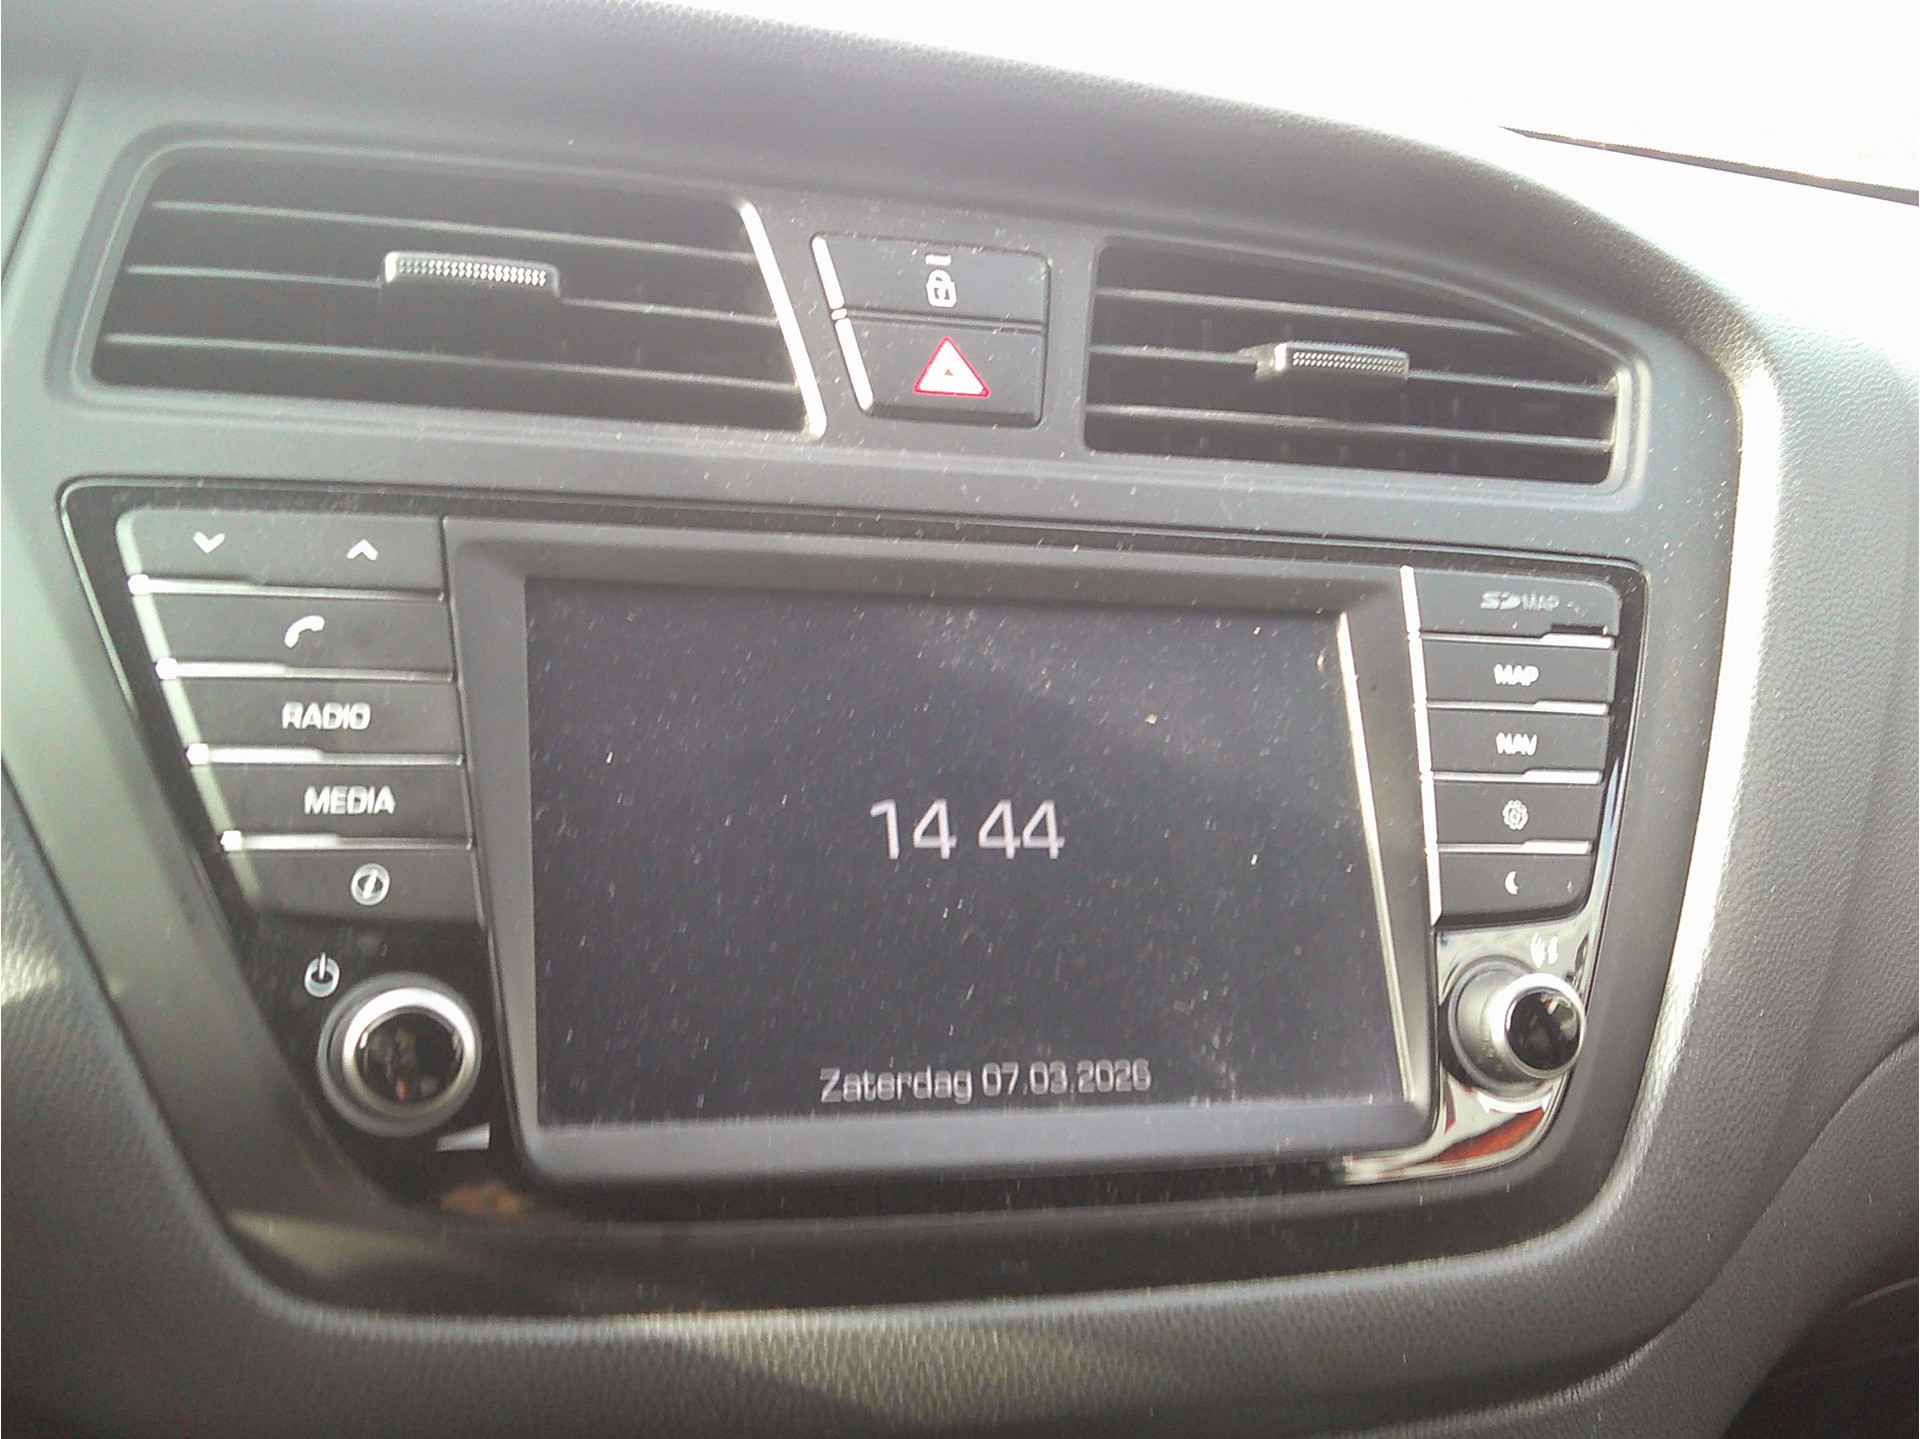 RADIO
MEDIA
14 44
Zaterdag 07.03.2026
SD MAP
MAP
NAV